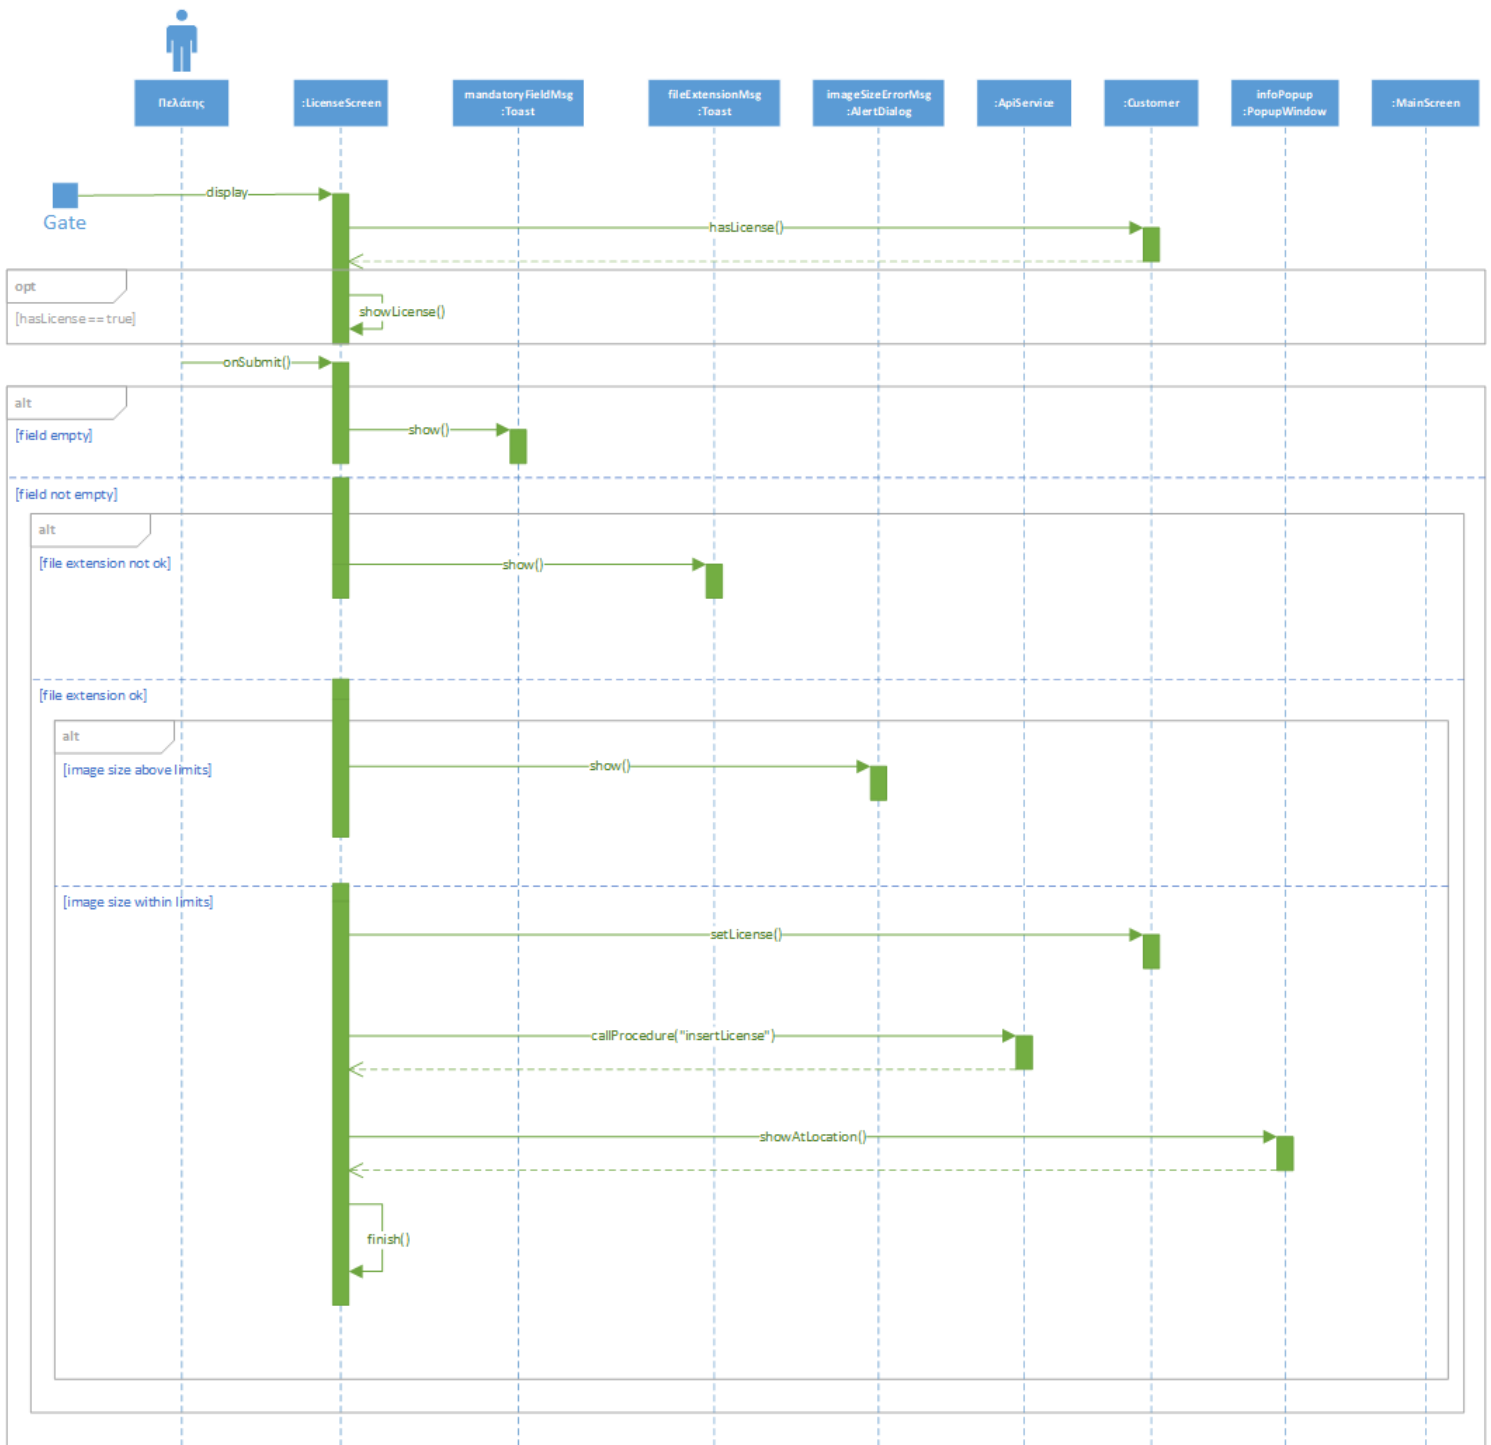 Πελάτης
:LicenseScreen
mandatoryFieldMsg
:Toast
fileExtensionMsg
:Toast
imageSizeErrorMsg
:AlertDialog
:ApiService
:Customer
infoPopup
:PopupWindow
:MainScreen
display
Gate
hasLicense()
opt
[hasLicense == true]
showLicense()
onSubmit()
alt
[field empty]
show()
[field not empty]
alt
[file extension not ok]
show()
[file extension ok]
alt
[image size above limits]
show()
[image size within limits]
setLicense()
callProcedure("insertLicense")
showAtLocation()
finish()